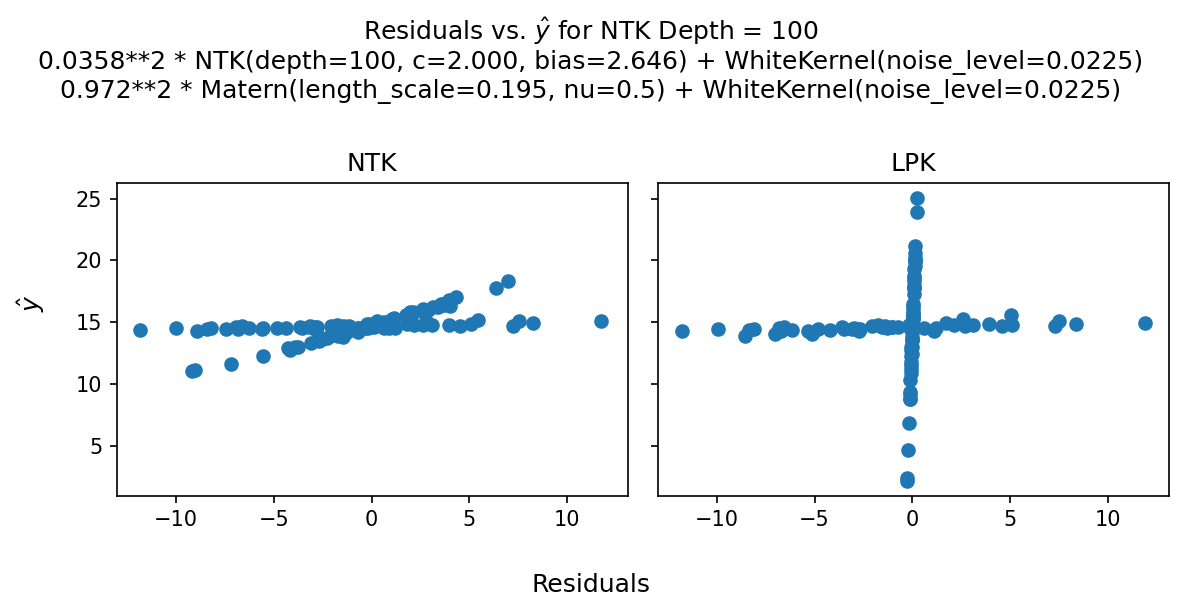 Residuals vs. ŷ for NTK Depth = 100
0.0358**2 * NTK(depth=100, c=2.000, bias=2.646) + WhiteKernel(noise_level=0.0225)
0.972**2 * Matern(length_scale=0.195, nu=0.5) + WhiteKernel(noise_level=0.0225)
NTK LPK
25
20
15
10
5
ŷ
−10 −5 0 5 10 −10 −5 0 5 10
Residuals